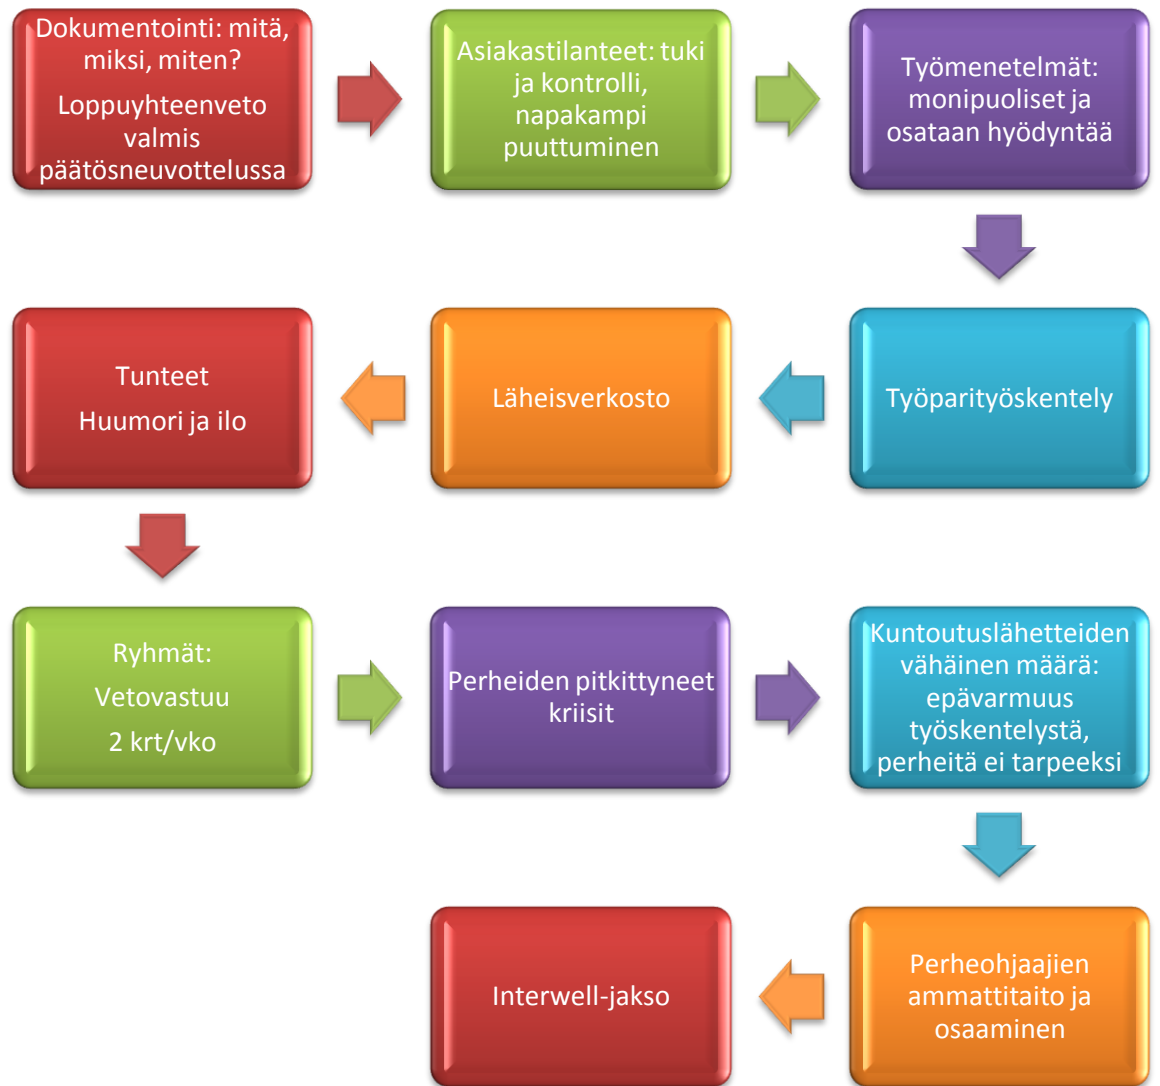 Dokumentointi: mitä,
miksi, miten?
Loppuyhteenveto
valmis
päätösneuvottelussa
Asiakastilanteet: tuki
ja kontrolli,
napakampi
puuttuminen
Työmenetelmät:
monipuoliset ja
osataan hyödyntää
Työparityöskentely
Läheisverkosto
Tunteet
Huumori ja ilo
Ryhmät:
Vetovastuu
2 krt/vko
Perheiden pitkittyneet
kriisit
Kuntoutuslähetteiden
vähäinen määrä:
epävarmuus
työskentelystä,
perheitä ei tarpeeksi
Perheohjaajien
ammattitaito ja
osaaminen
Interwell-jakso